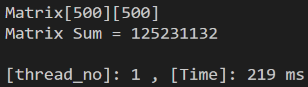 Matrix[500][500]
Matrix Sum = 125231132
[thread_no]: 1 , [Time]: 219 ms